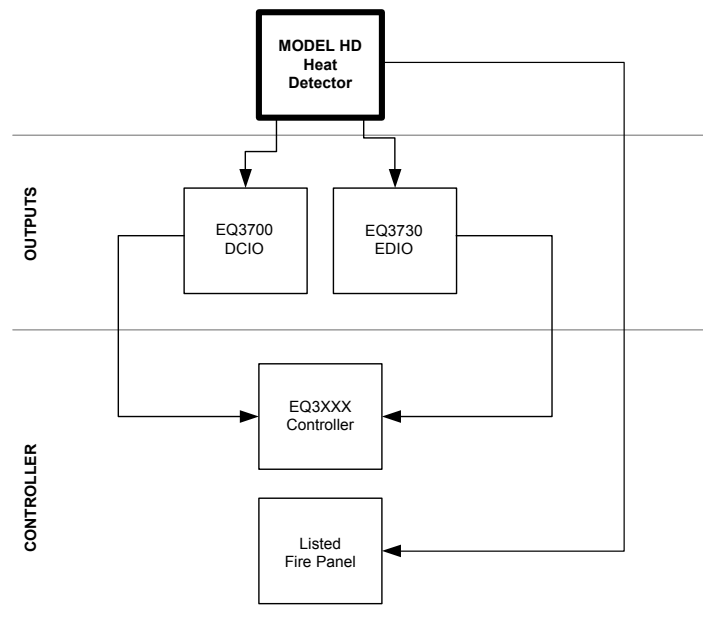 MODEL HD
Heat
Detector
OUTPUTS
EQ3700
DCIO
EQ3730
EDIO
CONTROLLER
EQ3XXX
Controller
Listed
Fire Panel